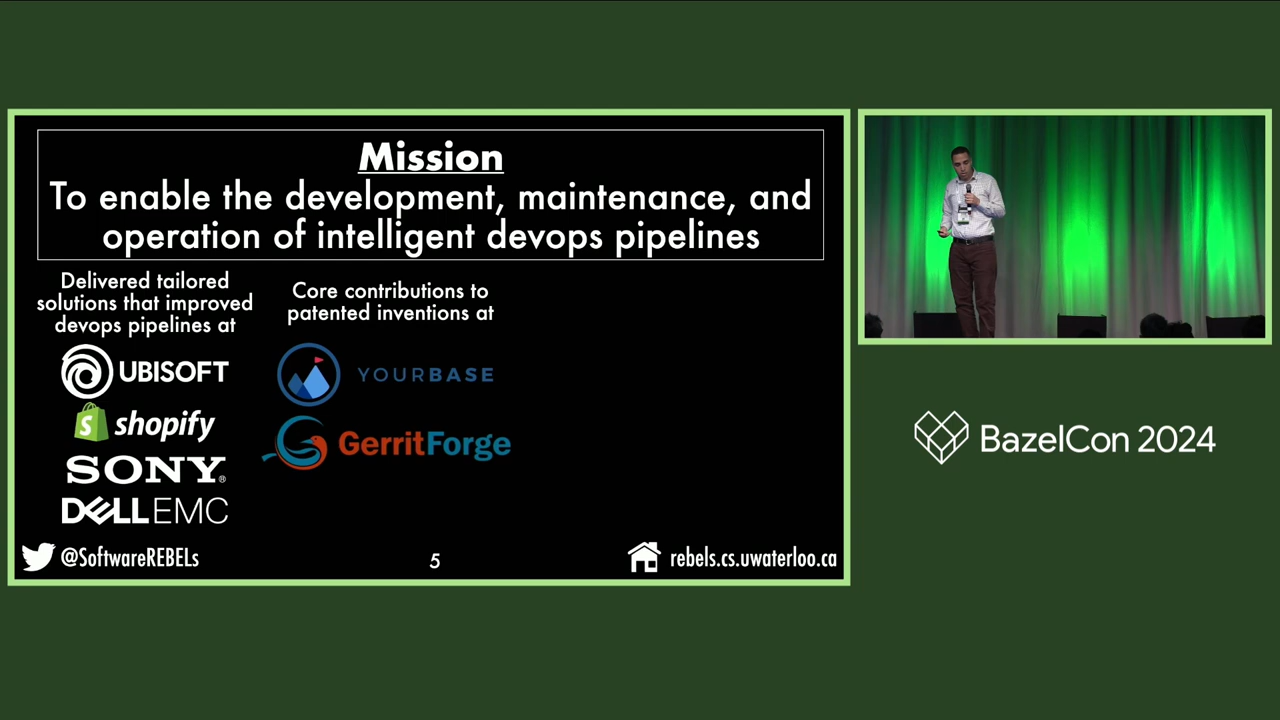 Mission
To enable the development, maintenance, and
operation of intelligent devops pipelines
Delivered tailored
solutions that improved
devops pipelines at
UBISOFT
shopify
SONY
DELLEMC
Core contributions to
patented inventions at
YOURBASE
GerritForge
@SoftwareREBELs
5
rebels.cs.uwaterloo.ca
BazelCon 2024